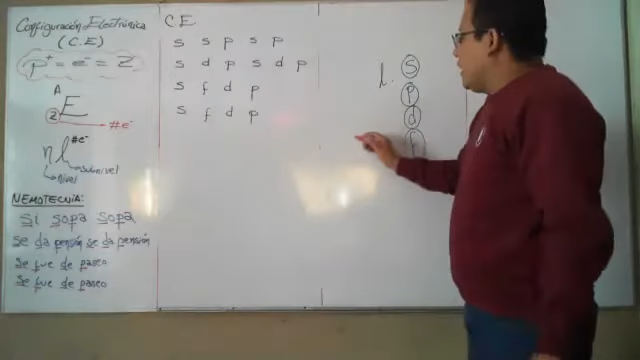 Configuración Electrónica
(C.E)
p⁺ = e⁻ = Z
A
E
Z #e⁻
nl #e⁻
subnivel
nivel
NEMOTECNIA:
Si sopa sopa
Se da pensión se da pensión
Se fue de paseo
Se fue de paseo
C.E
s s p s p
s d p s d p
s f d p
s f d p
l. s
p
d
f